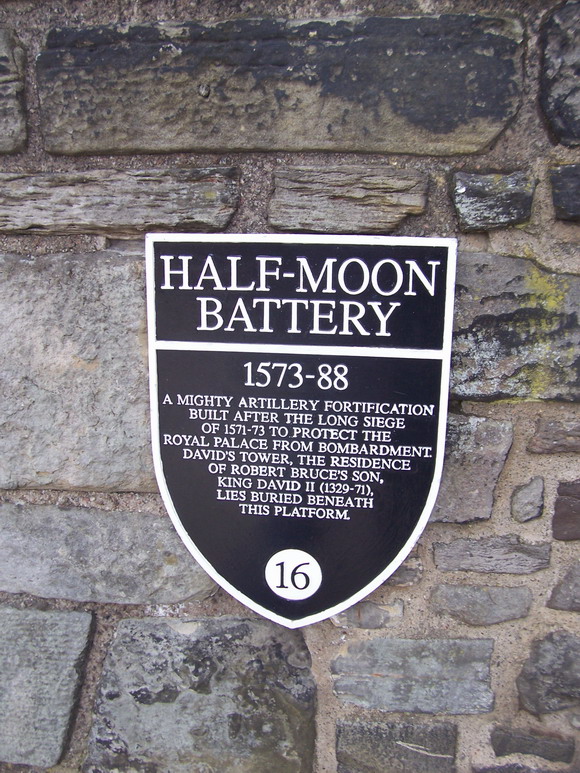 HALF-MOON
BATTERY
1573-88
A MIGHTY ARTILLERY FORTIFICATION
BUILT AFTER THE LONG SIEGE
OF 1571-73 TO PROTECT THE
ROYAL PALACE FROM BOMBARDMENT.
DAVID'S TOWER, THE RESIDENCE
OF ROBERT BRUCE'S SON,
KING DAVID II (1329-71),
LIES BURIED BENEATH
THIS PLATFORM.
16